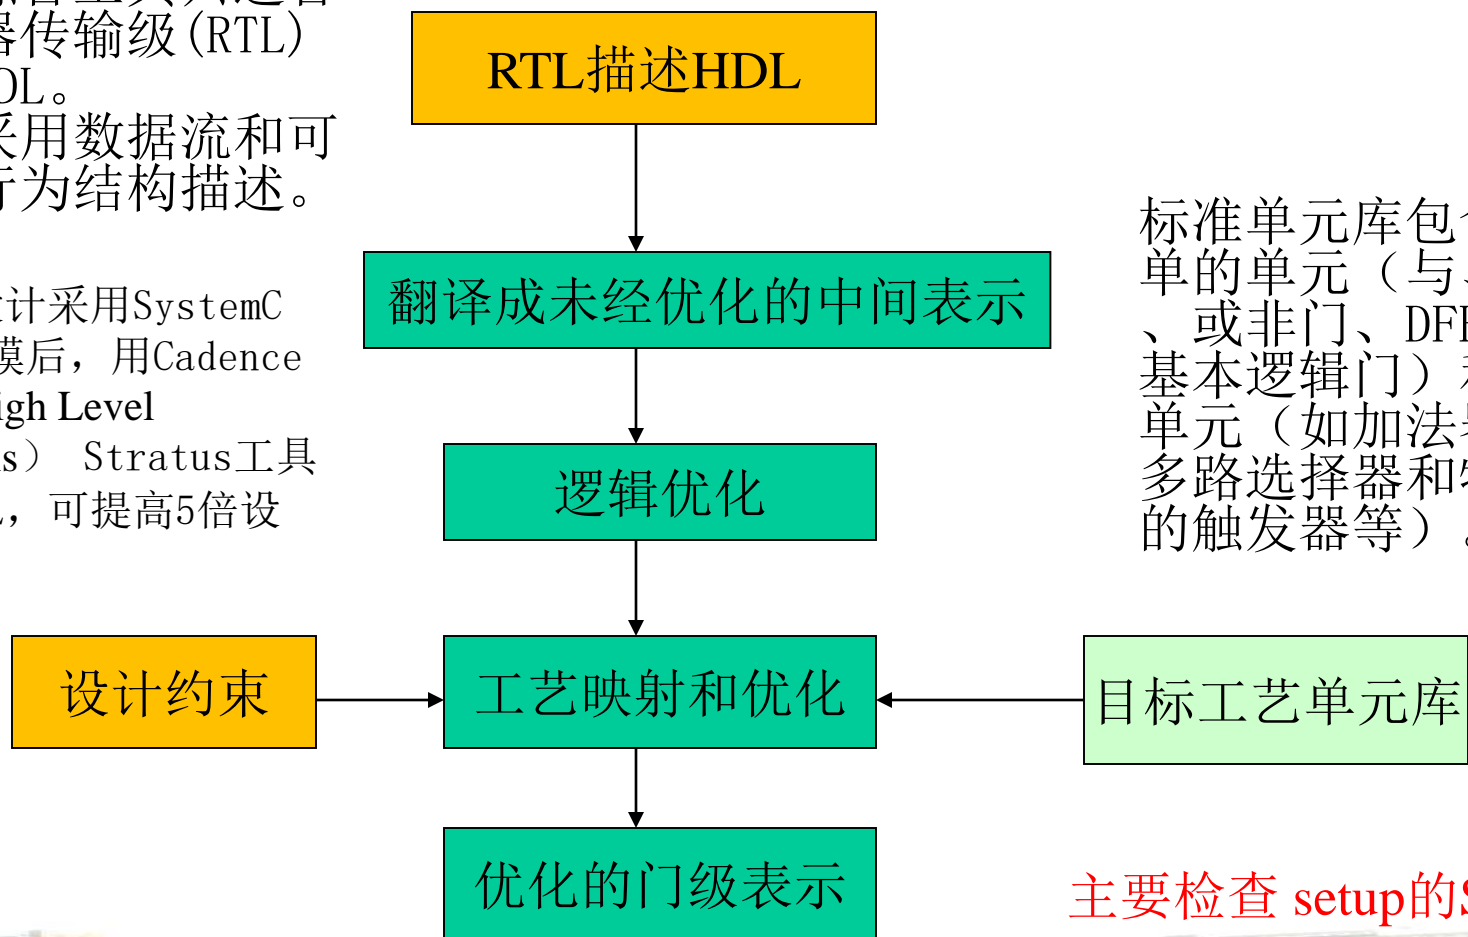 器传输级(RTL)
OL。
采用数据流和可
行为结构描述。
计采用SystemC
模后，用Cadence
igh Level
s） Stratus工具
，可提高5倍设
RTL描述HDL
翻译成未经优化的中间表示
逻辑优化
设计约束
工艺映射和优化
目标工艺单元库
优化的门级表示
标准单元库包
单的单元（与、
、或非门、DF
基本逻辑门）
单元（如加法器
多路选择器和
的触发器等）。
主要检查 setup的S